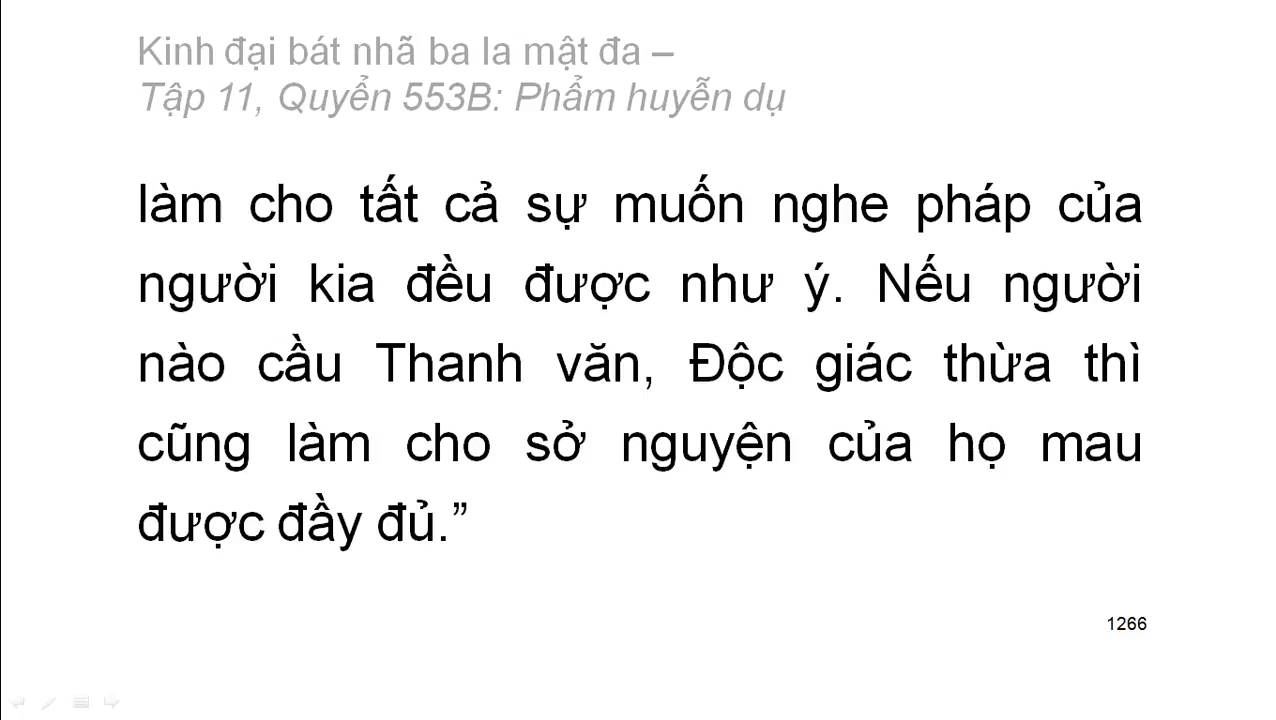 Kinh đại bát nhã ba la mật đa –
Tập 11, Quyển 553B: Phẩm huyễn dụ
làm cho tất cả sự muốn nghe pháp của
người kia đều được như ý. Nếu người
nào cầu Thanh văn, Độc giác thừa thì
cũng làm cho sở nguyện của họ mau
được đầy đủ.”
1266